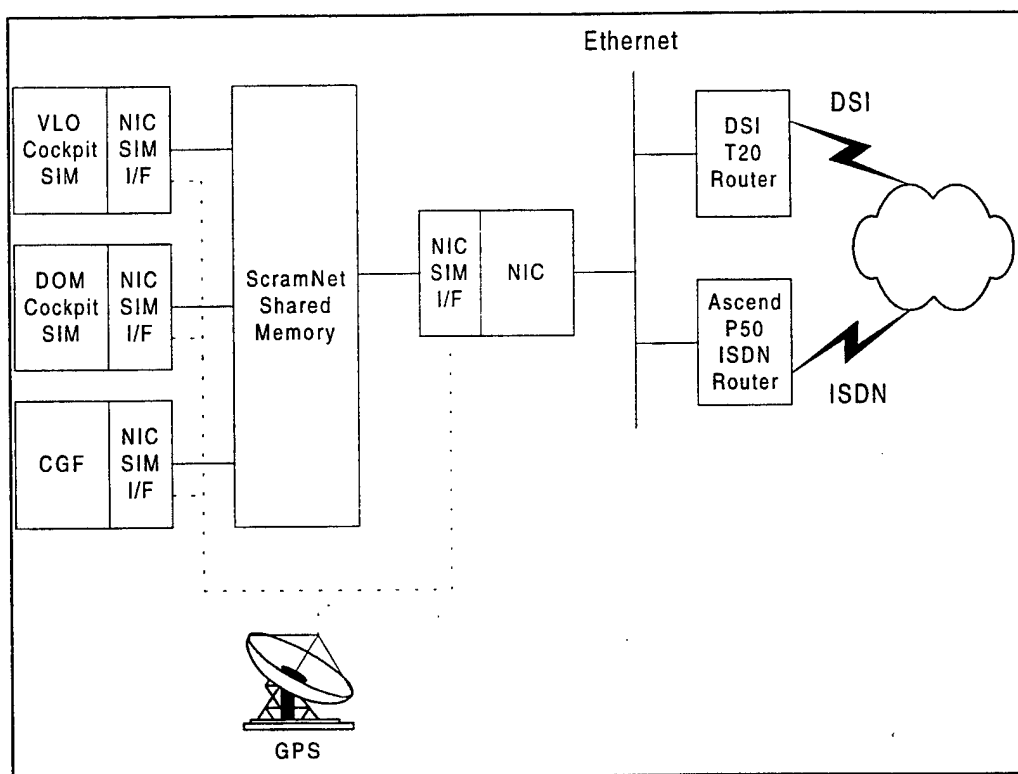 Ethernet
VLO
Cockpit
SIM
NIC
SIM
I/F
DOM
Cockpit
SIM
NIC
SIM
I/F
CGF
NIC
SIM
I/F
ScramNet
Shared
Memory
NIC
SIM
I/F
NIC
DSI
T20
Router
DSI
Ascend
P50
ISDN
Router
ISDN
GPS